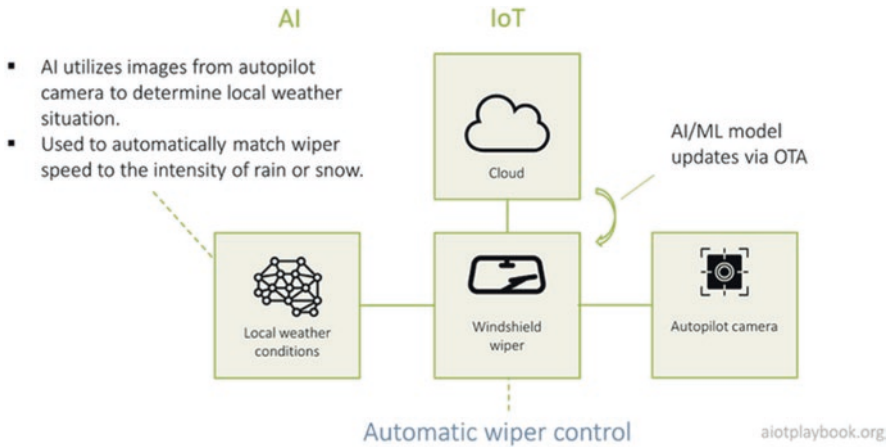 AI
IoT
▪ AI utilizes images from autopilot
camera to determine local weather
situation.
▪ Used to automatically match wiper
speed to the intensity of rain or snow.
Cloud
AI/ML model
updates via OTA
Local weather
conditions
Windshield
wiper
Autopilot camera
Automatic wiper control
aiotplaybook.org